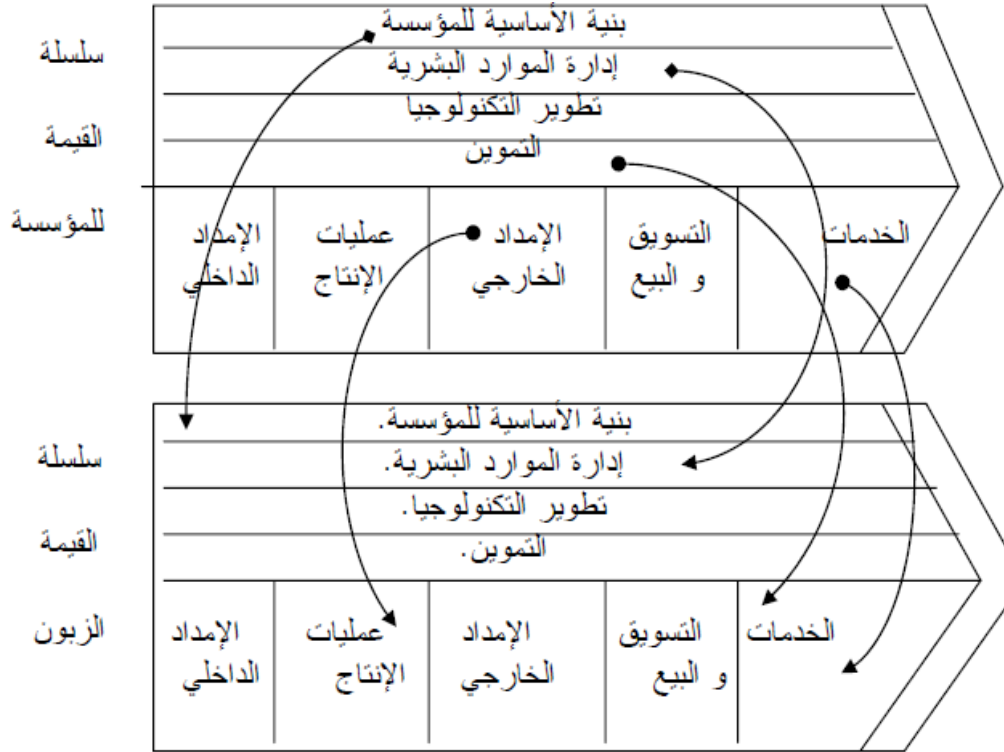 بنية الأساسية للمؤسسة
سلسلة
إدارة الموارد البشرية
تطوير التكنولوجيا
القيمة
التموين
للمؤسسة
الإمداد
الداخلي
عمليات
الإنتاج
الإمداد
الخارجي
التسويق
و البيع
الخدمات
بنية الأساسية للمؤسسة.
سلسلة
إدارة الموارد البشرية.
تطوير التكنولوجيا.
القيمة
التموين.
الزبون
الإمداد
الداخلي
عمليات
الإنتاج
الإمداد
الخارجي
التسويق
و البيع
الخدمات